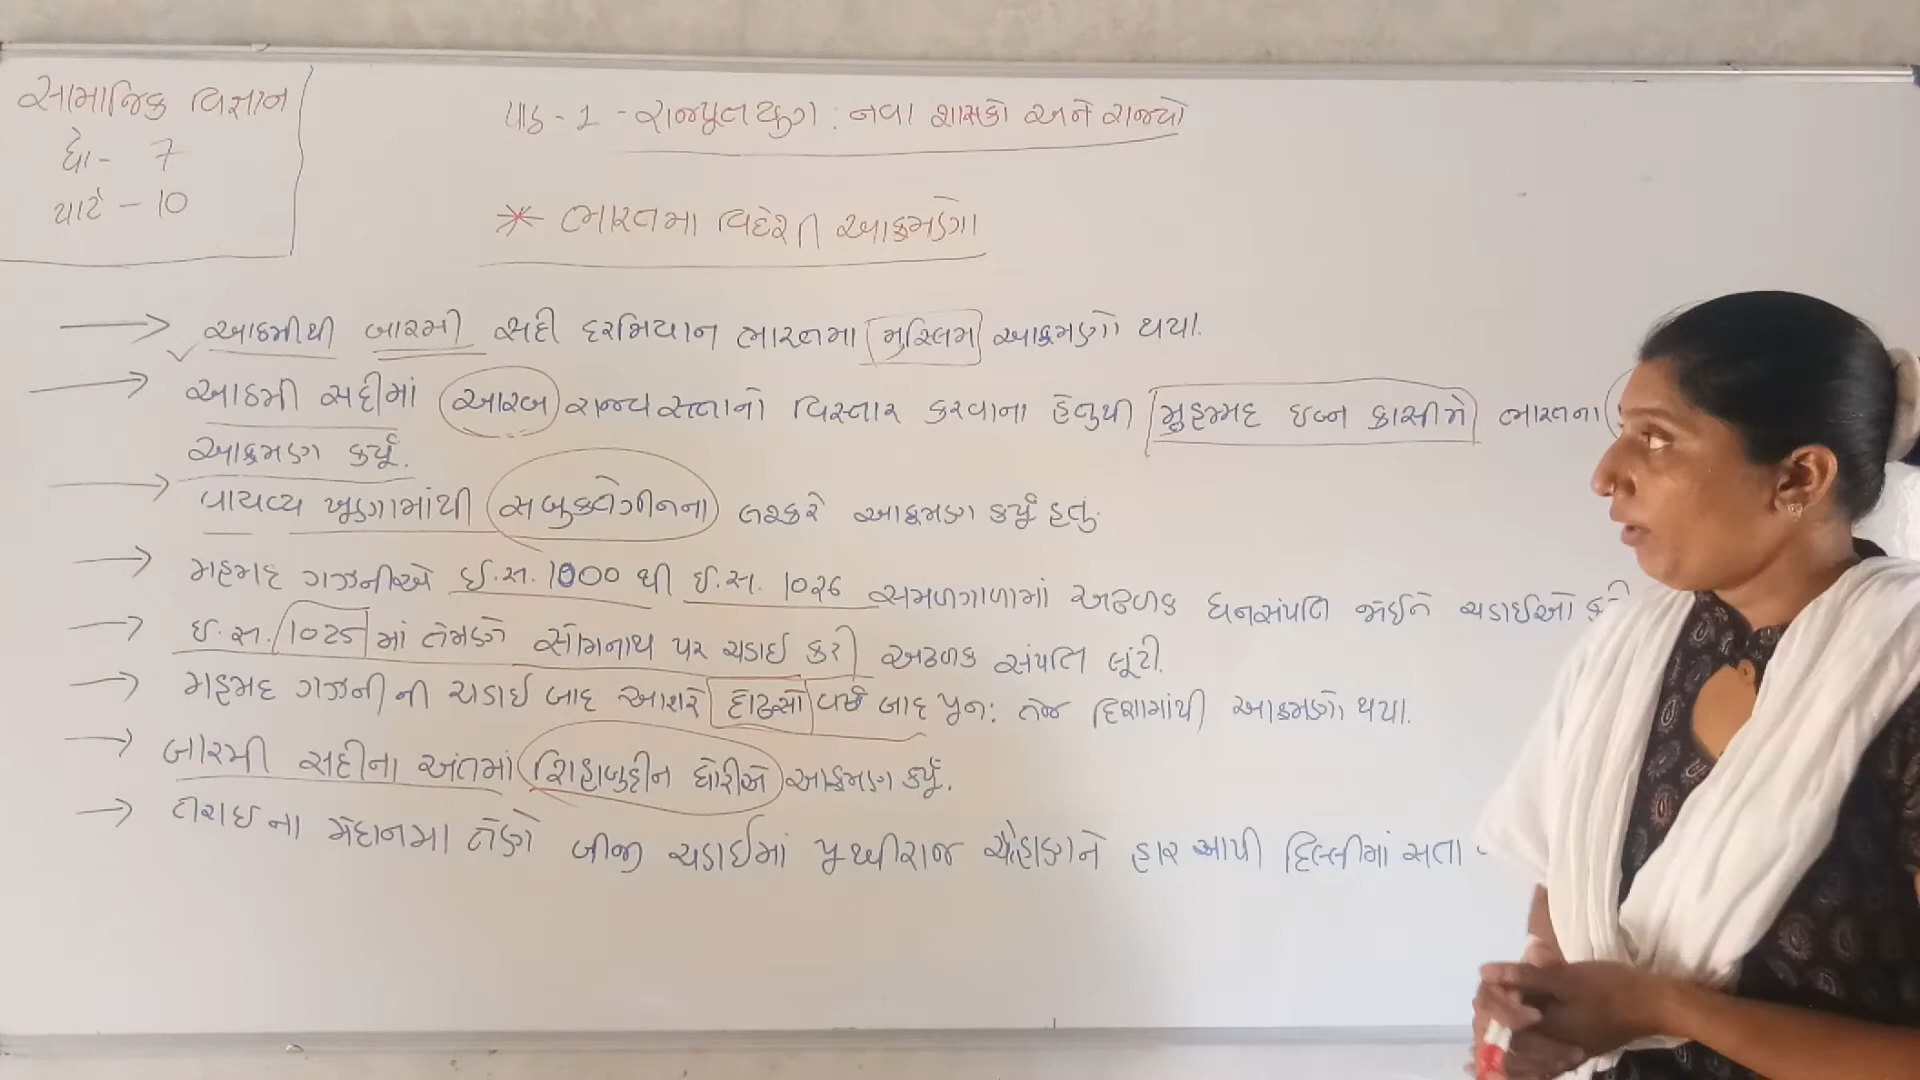 સામાજિક વિજ્ઞાન
ધો- 7
પાર્ટ - 10
પાઠ - 1 - રાજપૂતયુગ : નવા શાસકો અને રાજ્યો
* ભારતમા વિદેશી આક્રમણો
આઠમીથી બારમી સદી દરમિયાન ભારતમા મુસ્લિમ આક્રમણો થયા.
આઠમી સદીમાં આરબ રાજ્યસત્તાનો વિસ્તાર કરવાના હેતુથી મુહમ્મદ ઇબ્ન કાસીમે ભારતના
આક્રમણ કર્યુ.
વાયવ્ય ખૂણામાંથી સબુક્તેગીનના લશ્કરે આક્રમણ કર્યુ હતુ.
મહમદ ગઝનીએ ઈ.સ. 1000 થી ઈ.સ. 1026 સમળગાળામાં અઢળક ધનસંપતિ જોઈને ચડાઈઓ
ઈ.સ. 1025 માં તેમણે સોમનાથ પર ચડાઈ કરી અઢળક સંપતિ લૂંટી.
મહમદ ગઝની ની ચડાઈ બાદ આશરે દોઢસો વર્ષ બાદ પુન: તેજ દિશામાંથી આક્રમણો થયા.
બારમી સદીના અંતમાં શિહાબુદ્દીન ઘોરીએ આક્રમણ કર્યુ.
તરાઈના મેદાનમા તેણે બીજી ચડાઈમાં પૃથ્વીરાજ ચૌહાણને હાર આપી દિલ્લીમાં સતા